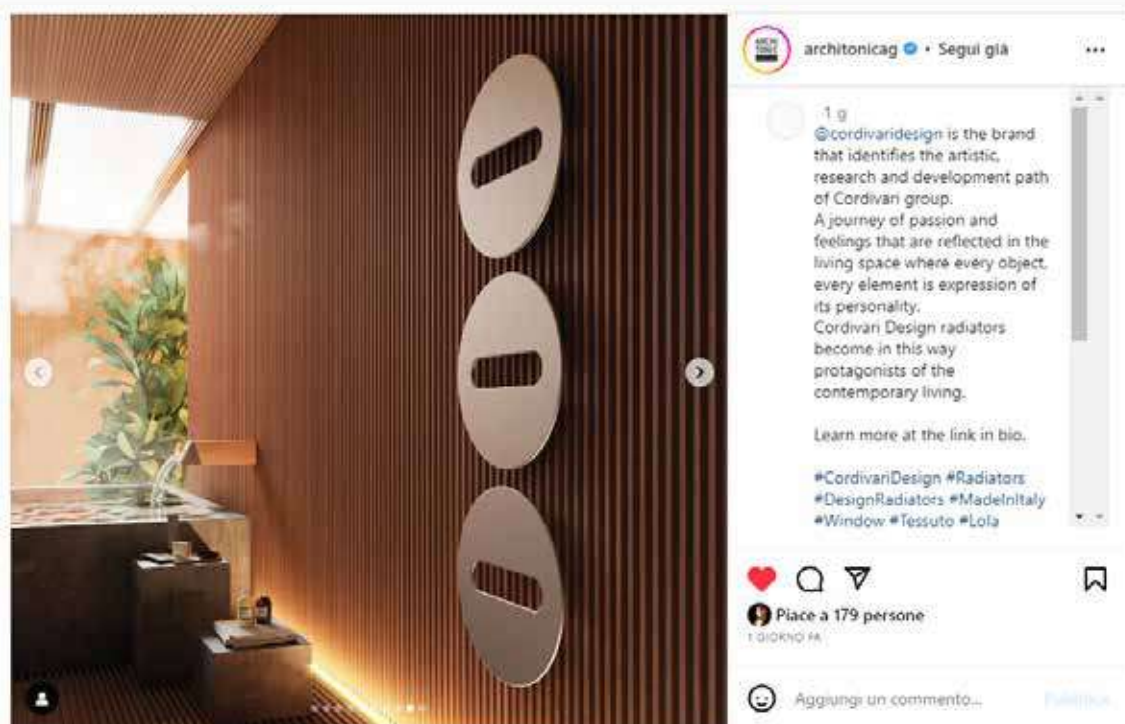 ARCHI
TONIC
architonicag • Segui già
1 g
@cordivaridesign is the brand
that identifies the artistic,
research and development path
of Cordivari group.
A journey of passion and
feelings that are reflected in the
living space where every object,
every element is expression of
its personality.
Cordivari Design radiators
become in this way
protagonists of the
contemporary living.
Learn more at the link in bio.
#CordivariDesign #Radiators
#DesignRadiators #MadeInItaly
#Window #Tessuto #Lola
Piace a 179 persone
1 GIORNO FA
Aggiungi un commento...
Pubblica